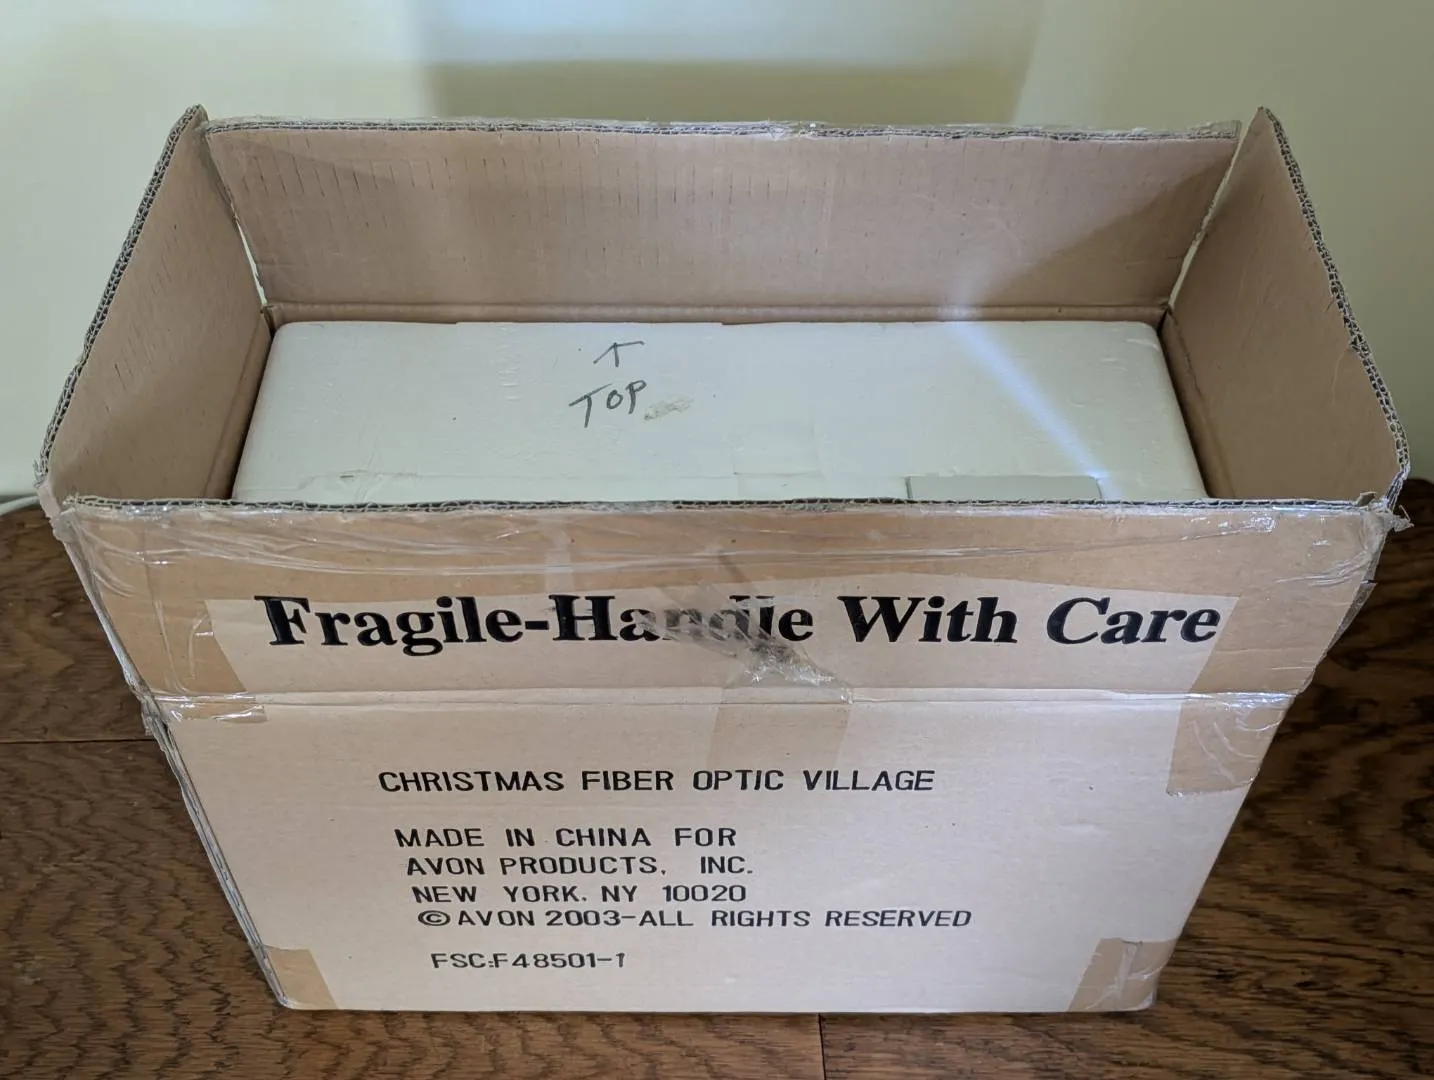 ↑
TOP
Fragile-Handle With Care
CHRISTMAS FIBER OPTIC VILLAGE
MADE IN CHINA FOR
AVON PRODUCTS, INC.
NEW YORK, NY 10020
©AVON 2003-ALL RIGHTS RESERVED
FSC:F48501-1